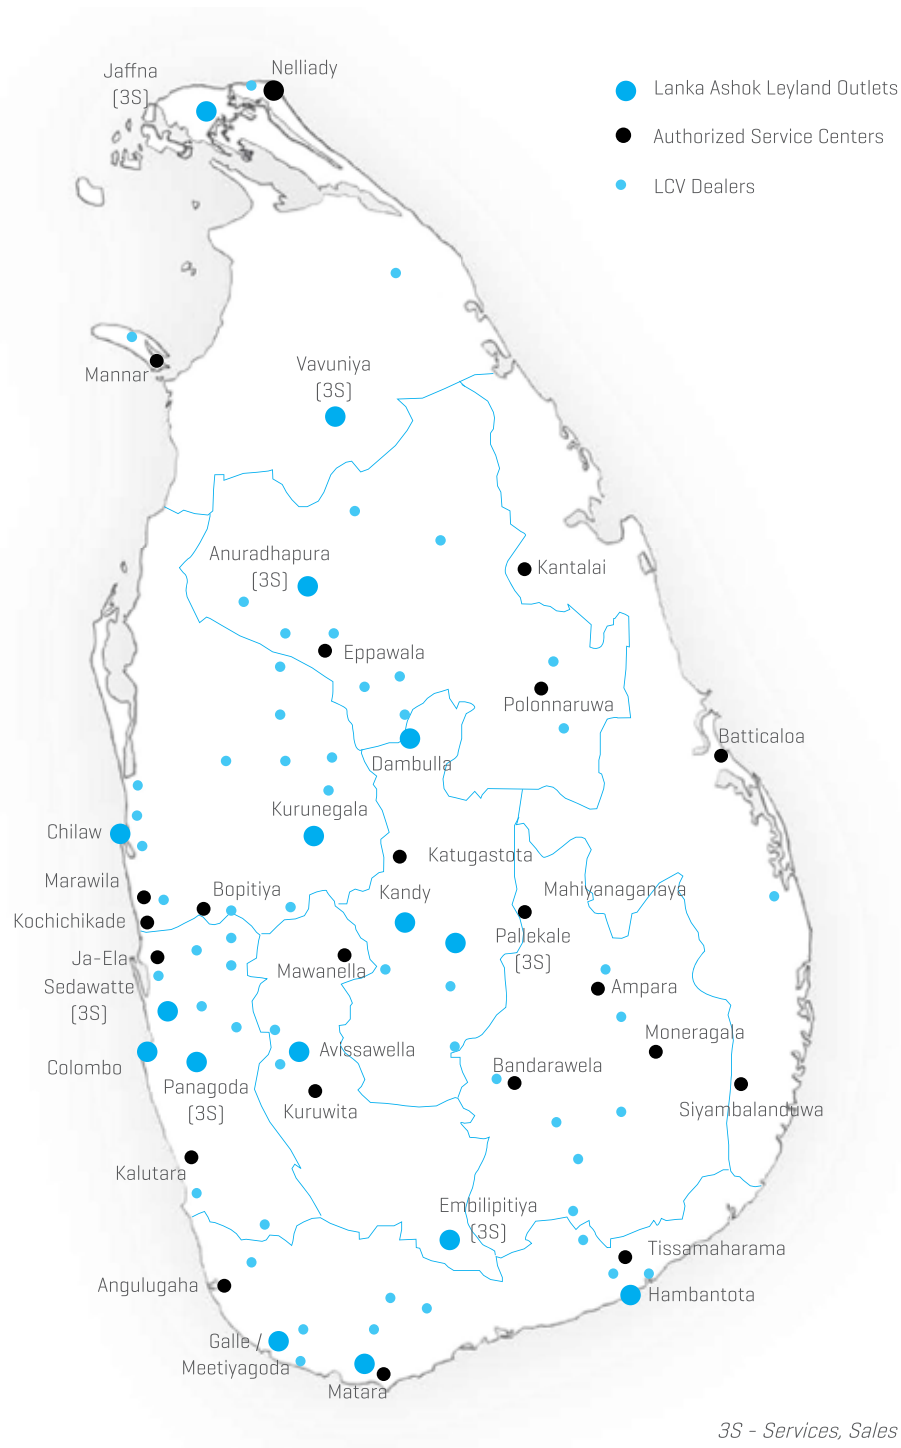 Jaffna
(3S)
Nelliady
Lanka Ashok Leyland Outlets
Authorized Service Centers
LCV Dealers
Mannar
Vavuniya
(3S)
Anuradhapura
(3S)
Kantalai
Eppawala
Polonnaruwa
Batticaloa
Dambulla
Kurunegala
Chilaw
Katugastota
Marawila
Bopitiya
Kandy
Mahiyanaganaya
Kochichikade
Pallekale
(3S)
Ja-Ela
Mawanella
Sedawatte
(3S)
Ampara
Moneragala
Avissawella
Colombo
Panagoda
(3S)
Bandarawela
Kuruwita
Siyambalanduwa
Kalutara
Embilipitiya
(3S)
Tissamaharama
Angulugaha
Hambantota
Galle /
Meetiyagoda
Matara
3S - Services, Sales